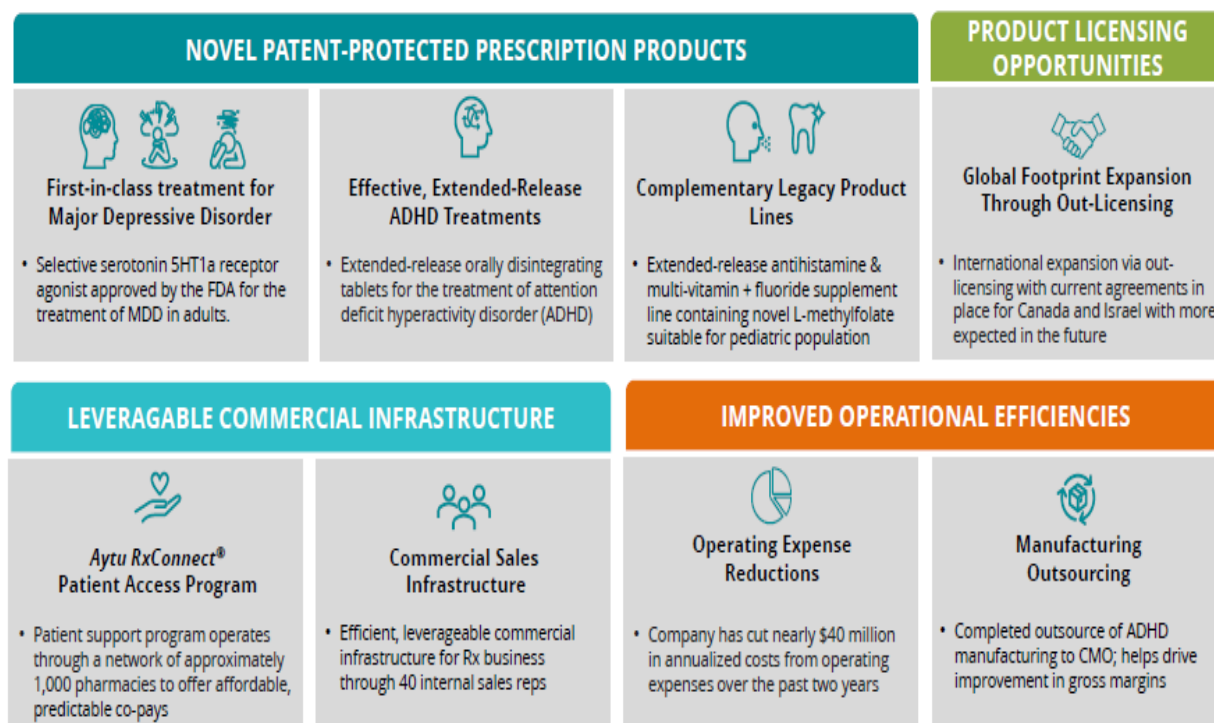 NOVEL PATENT-PROTECTED PRESCRIPTION PRODUCTS
PRODUCT LICENSING
OPPORTUNITIES
First-in-class treatment for
Major Depressive Disorder
• Selective serotonin 5HT1a receptor
agonist approved by the FDA for the
treatment of MDD in adults.
Effective, Extended-Release
ADHD Treatments
• Extended-release orally disintegrating
tablets for the treatment of attention
deficit hyperactivity disorder (ADHD)
Complementary Legacy Product
Lines
• Extended-release antihistamine &
multi-vitamin + fluoride supplement
line containing novel L-methylfolate
suitable for pediatric population
Global Footprint Expansion
Through Out-Licensing
• International expansion via out-
licensing with current agreements in
place for Canada and Israel with more
expected in the future
LEVERAGABLE COMMERCIAL INFRASTRUCTURE
IMPROVED OPERATIONAL EFFICIENCIES
Aytu RxConnect®
Patient Access Program
• Patient support program operates
through a network of approximately
1,000 pharmacies to offer affordable,
predictable co-pays
Commercial Sales
Infrastructure
• Efficient, leverageable commercial
infrastructure for Rx business
through 40 internal sales reps
Operating Expense
Reductions
• Company has cut nearly $40 million
in annualized costs from operating
expenses over the past two years
Manufacturing
Outsourcing
• Completed outsource of ADHD
manufacturing to CMO; helps drive
improvement in gross margins